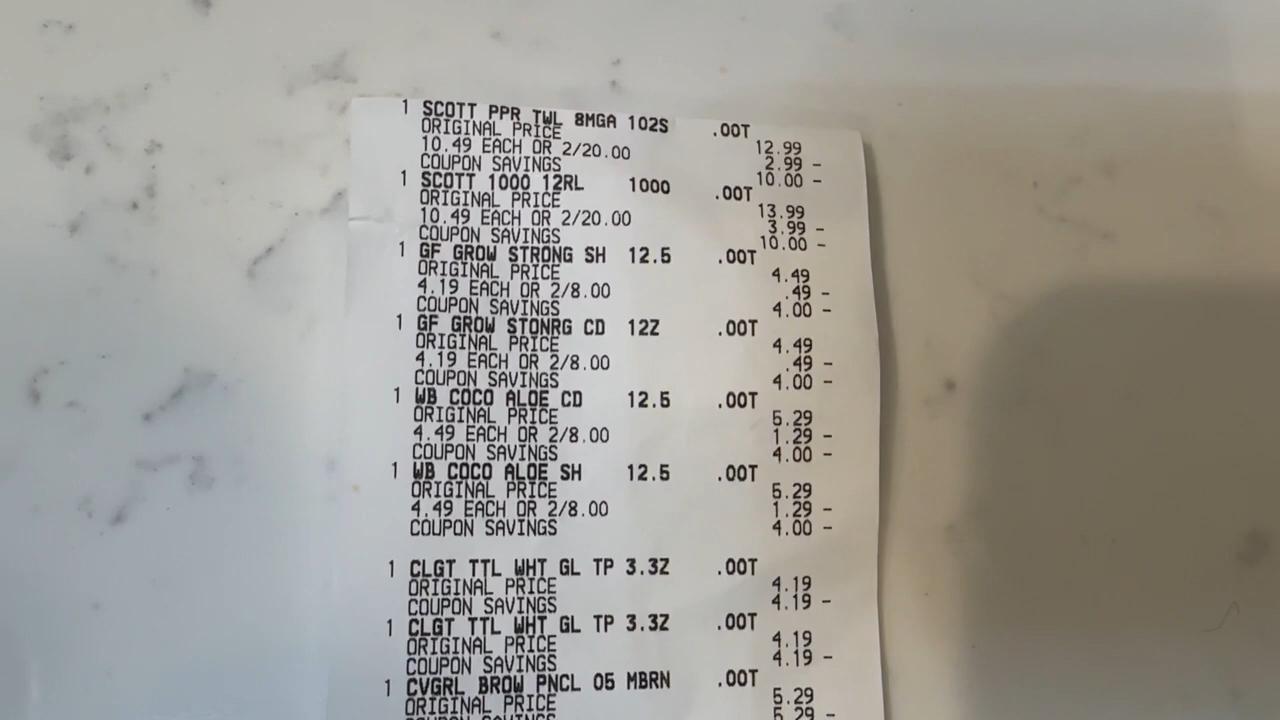 1 SCOTT PPR TWL 8MGA 102S .00T
ORIGINAL PRICE 12.99
10.49 EACH OR 2/20.00 2.99 -
COUPON SAVINGS 10.00 -
1 SCOTT 1000 12RL 1000 .00T
ORIGINAL PRICE 13.99
10.49 EACH OR 2/20.00 3.99 -
COUPON SAVINGS 10.00 -
1 GF GROW STRONG SH 12.5 .00T
ORIGINAL PRICE 4.49
4.19 EACH OR 2/8.00 .49 -
COUPON SAVINGS 4.00 -
1 GF GROW STONRG CD 12Z .00T
ORIGINAL PRICE 4.49
4.19 EACH OR 2/8.00 .49 -
COUPON SAVINGS 4.00 -
1 WB COCO ALOE CD 12.5 .00T
ORIGINAL PRICE 5.29
4.49 EACH OR 2/8.00 1.29 -
COUPON SAVINGS 4.00 -
1 WB COCO ALOE SH 12.5 .00T
ORIGINAL PRICE 5.29
4.49 EACH OR 2/8.00 1.29 -
COUPON SAVINGS 4.00 -
1 CLGT TTL WHT GL TP 3.3Z .00T
ORIGINAL PRICE 4.19
COUPON SAVINGS 4.19 -
1 CLGT TTL WHT GL TP 3.3Z .00T
ORIGINAL PRICE 4.19
COUPON SAVINGS 4.19 -
1 CVGRL BROW PNCL 05 MBRN .00T
ORIGINAL PRICE 5.29
COUPON SAVINGS 5.29 -